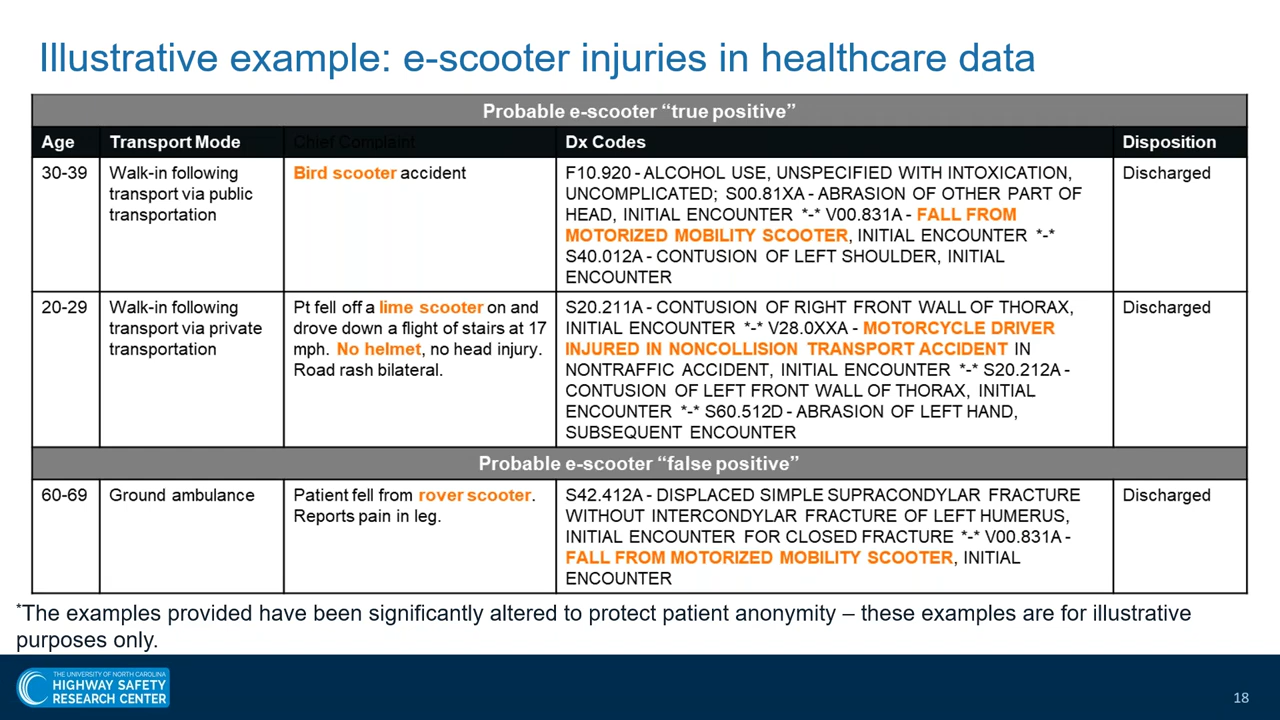 Illustrative example: e-scooter injuries in healthcare data
Probable e-scooter “true positive”
Age Transport Mode Chief Complaint Dx Codes Disposition
30-39
Walk-in following
transport via public
transportation
Bird scooter accident
F10.920 - ALCOHOL USE, UNSPECIFIED WITH INTOXICATION,
UNCOMPLICATED; S00.81XA - ABRASION OF OTHER PART OF
HEAD, INITIAL ENCOUNTER *-* V00.831A - FALL FROM
MOTORIZED MOBILITY SCOOTER, INITIAL ENCOUNTER *-*
S40.012A - CONTUSION OF LEFT SHOULDER, INITIAL
ENCOUNTER
Discharged
20-29
Walk-in following
transport via private
transportation
Pt fell off a lime scooter on and
drove down a flight of stairs at 17
mph. No helmet, no head injury.
Road rash bilateral.
S20.211A - CONTUSION OF RIGHT FRONT WALL OF THORAX,
INITIAL ENCOUNTER *-* V28.0XXA - MOTORCYCLE DRIVER
INJURED IN NONCOLLISION TRANSPORT ACCIDENT IN
NONTRAFFIC ACCIDENT, INITIAL ENCOUNTER *-* S20.212A -
CONTUSION OF LEFT FRONT WALL OF THORAX, INITIAL
ENCOUNTER *-* S60.512D - ABRASION OF LEFT HAND,
SUBSEQUENT ENCOUNTER
Discharged
Probable e-scooter “false positive”
60-69
Ground ambulance
Patient fell from rover scooter.
Reports pain in leg.
S42.412A - DISPLACED SIMPLE SUPRACONDYLAR FRACTURE
WITHOUT INTERCONDYLAR FRACTURE OF LEFT HUMERUS,
INITIAL ENCOUNTER FOR CLOSED FRACTURE *-* V00.831A -
FALL FROM MOTORIZED MOBILITY SCOOTER, INITIAL
ENCOUNTER
Discharged
*The examples provided have been significantly altered to protect patient anonymity – these examples are for illustrative
purposes only.
THE UNIVERSITY OF NORTH CAROLINA
HIGHWAY SAFETY
RESEARCH CENTER
18